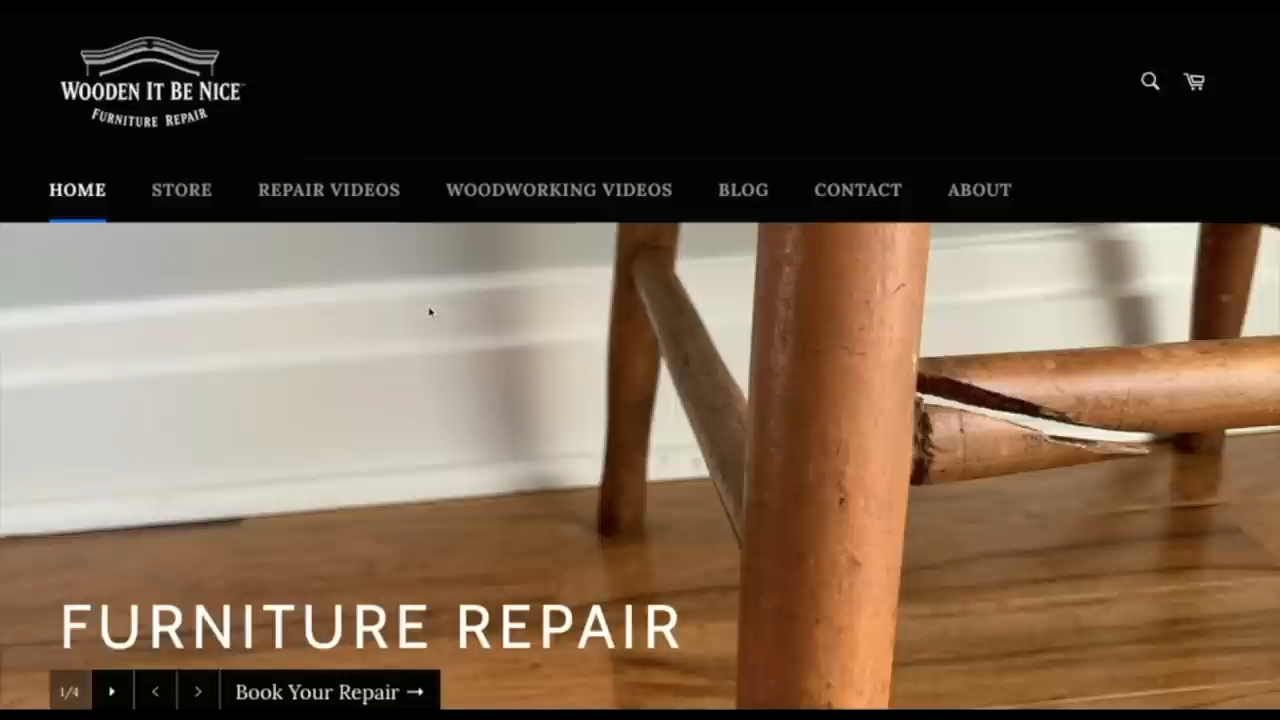 WOODEN IT BE NICE
FURNITURE REPAIR
HOME STORE REPAIR VIDEOS WOODWORKING VIDEOS BLOG CONTACT ABOUT
FURNITURE REPAIR
1/4 Book Your Repair →